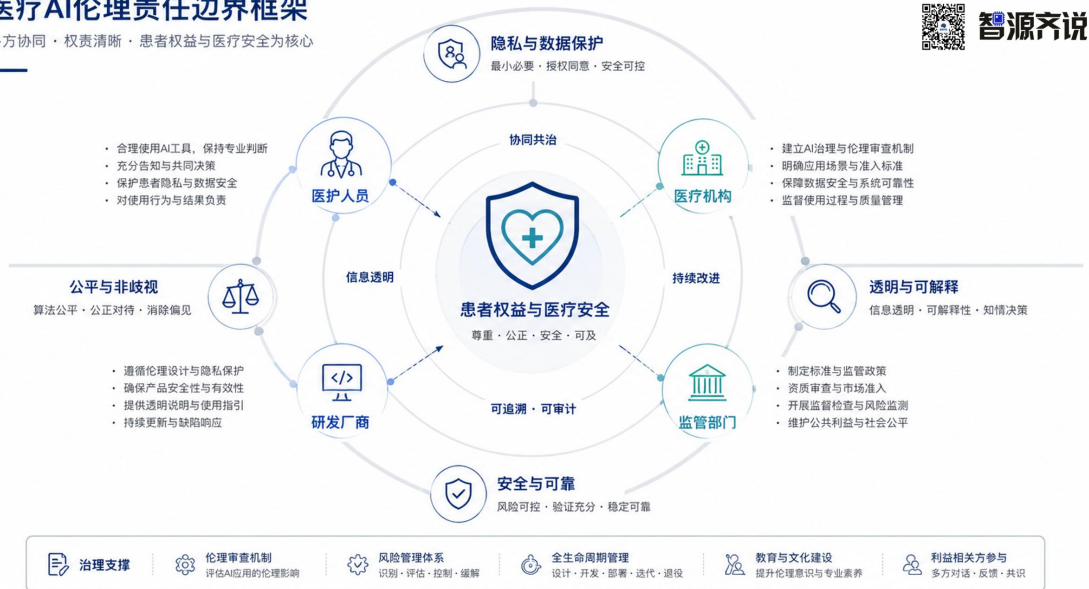 医疗AI伦理责任边界框架
方协同 · 权责清晰 · 患者权益与医疗安全为核心
智源齐说
隐私与数据保护
最小必要 · 授权同意 · 安全可控
协同共治
合理使用AI工具，保持专业判断
充分告知与共同决策
保护患者隐私与数据安全
对使用行为与结果负责
医护人员
医疗机构
建立AI治理与伦理审查机制
明确应用场景与准入标准
保障数据安全与系统可靠性
监督使用过程与质量管理
公平与非歧视
算法公平 · 公正对待 · 消除偏见
信息透明
患者权益与医疗安全
尊重 · 公正 · 安全 · 可及
持续改进
透明与可解释
信息透明 · 可解释性 · 知情决策
遵循伦理设计与隐私保护
确保产品安全性与有效性
提供透明说明与使用指引
持续更新与缺陷响应
研发厂商
可追溯 · 可审计
监管部门
制定标准与监管政策
资质审查与市场准入
开展监督检查与风险监测
维护公共利益与社会公平
安全与可靠
风险可控 · 验证充分 · 稳定可靠
治理支撑
伦理审查机制
评估AI应用的伦理影响
风险管理体系
识别 · 评估 · 控制 · 缓解
全生命周期管理
设计 · 开发 · 部署 · 迭代 · 退役
教育与文化建设
提升伦理意识与专业素养
利益相关方参与
多方对话 · 反馈 · 共识